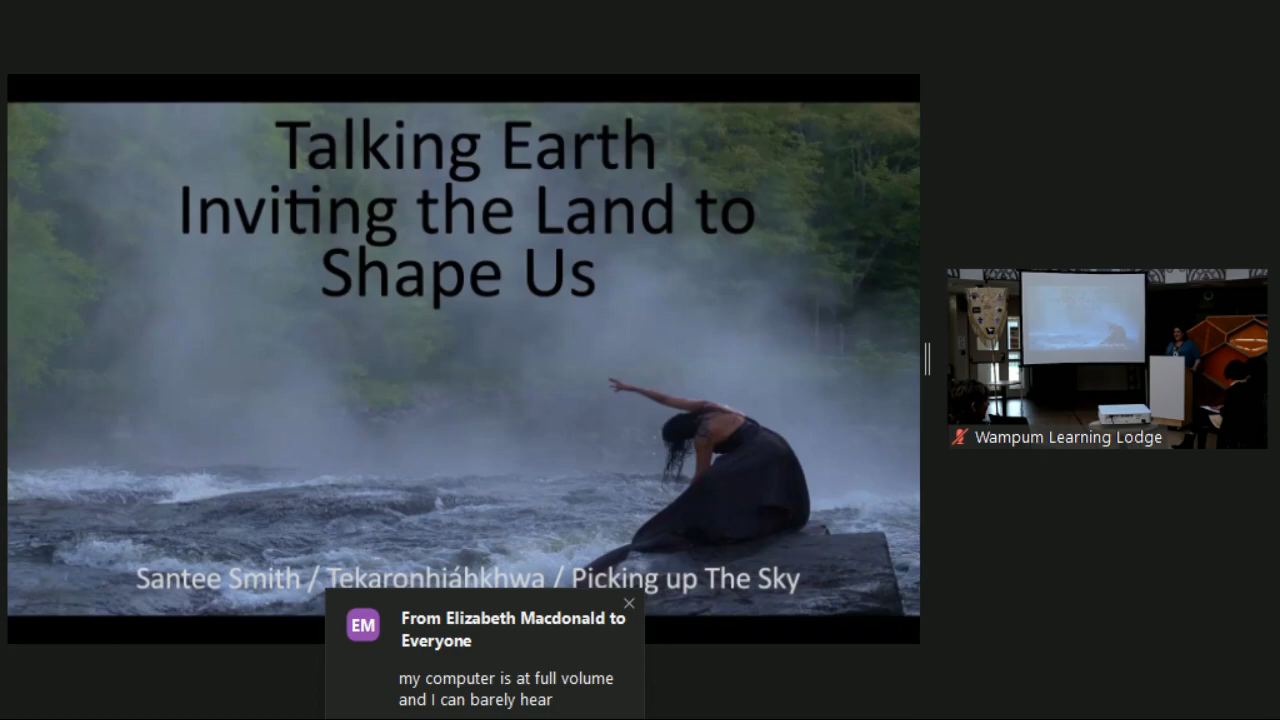 Talking Earth
Inviting the Land to
Shape Us
Santee Smith / Tekaronhiáhkhwa / Picking up The Sky
EM
From Elizabeth Macdonald to
Everyone
my computer is at full volume
and I can barely hear
Wampum Learning Lodge